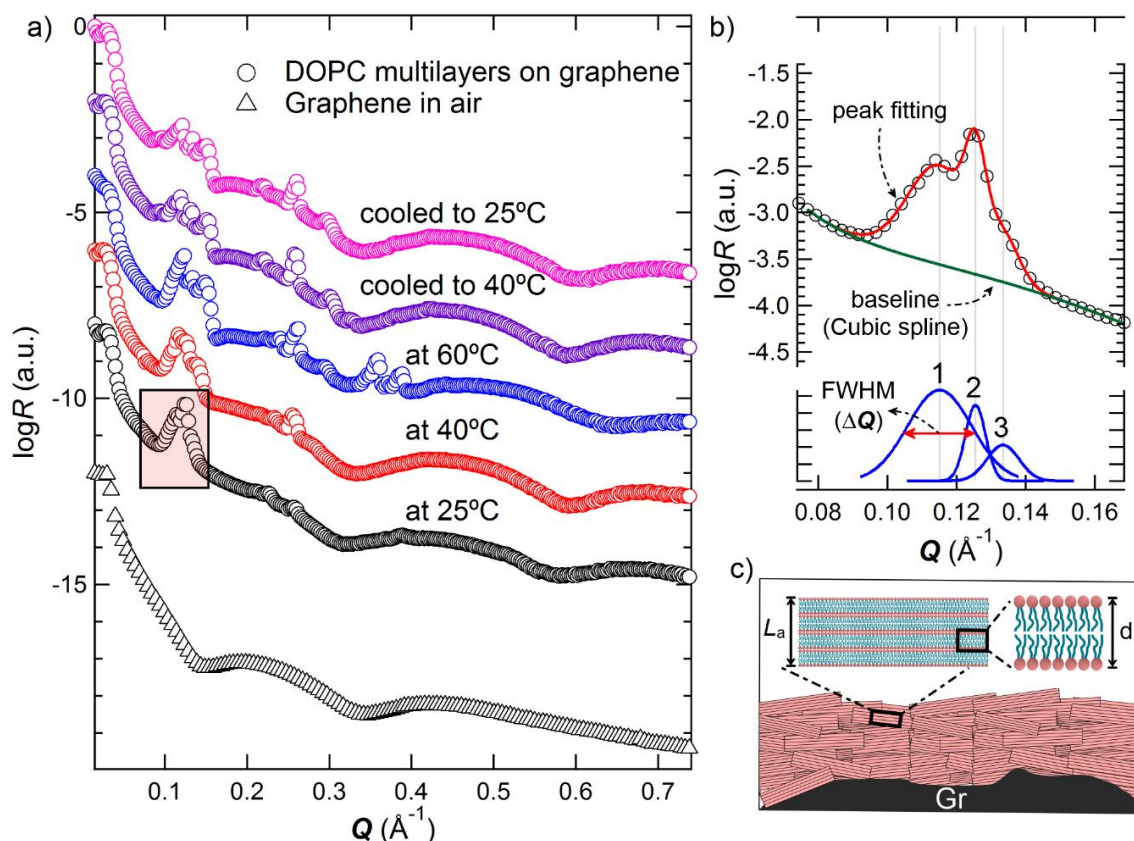 a)
0
-5
-10
-15
logR (a.u.)
DOPC multilayers on graphene
Graphene in air
cooled to 25ºC
cooled to 40ºC
at 60ºC
at 40ºC
at 25ºC
0.1 0.2 0.3 0.4 0.5 0.6 0.7
Q (Å⁻¹)
b)
-1.5
-2.0
-2.5
-3.0
-3.5
-4.0
-4.5
logR (a.u.)
peak fitting
baseline
(Cubic spline)
1
2
3
FWHM
(ΔQ)
0.08 0.10 0.12 0.14 0.16
Q (Å⁻¹)
c)
La
d
Gr